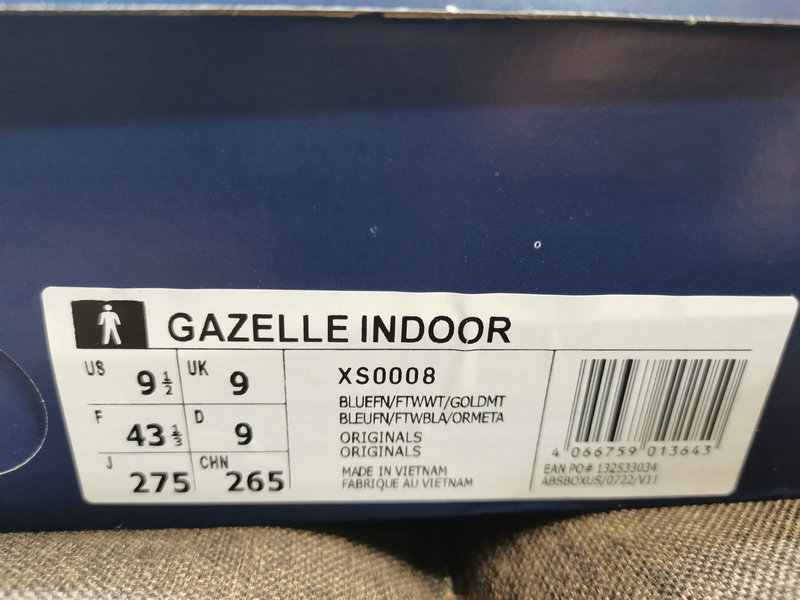 GAZELLE INDOOR
US 9 1/2 UK 9
F 43 1/3 D 9
J 275 CHN 265
XS0008
BLUEFN/FTWWT/GOLDMT
BLEUFN/FTWBLA/ORMETA
ORIGINALS
ORIGINALS
MADE IN VIETNAM
FABRIQUE AU VIETNAM
4 066759 013643
EAN PO# 132533034
ABSBOXUS/0722/V11